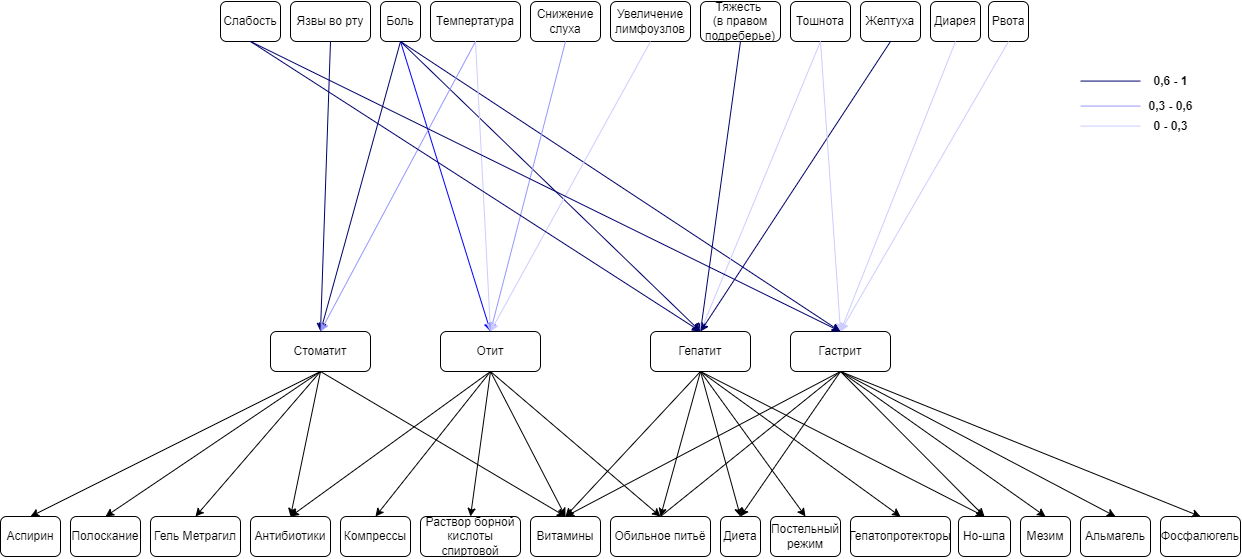 Слабость
Язвы во рту
Боль
Темпертатура
Снижение
слуха
Увеличение
лимфоузлов
Тяжесть
(в правом
подреберье)
Тошнота
Желтуха
Диарея
Рвота
0,6 - 1
0,3 - 0,6
0 - 0,3
Стоматит
Отит
Гепатит
Гастрит
Аспирин
Полоскание
Гель Метрагил
Антибиотики
Компрессы
Раствор борной
кислоты
спиртовой
Витамины
Обильное питьё
Диета
Постельный
режим
Гепатопротекторы
Но-шпа
Мезим
Альмагель
Фосфалюгель